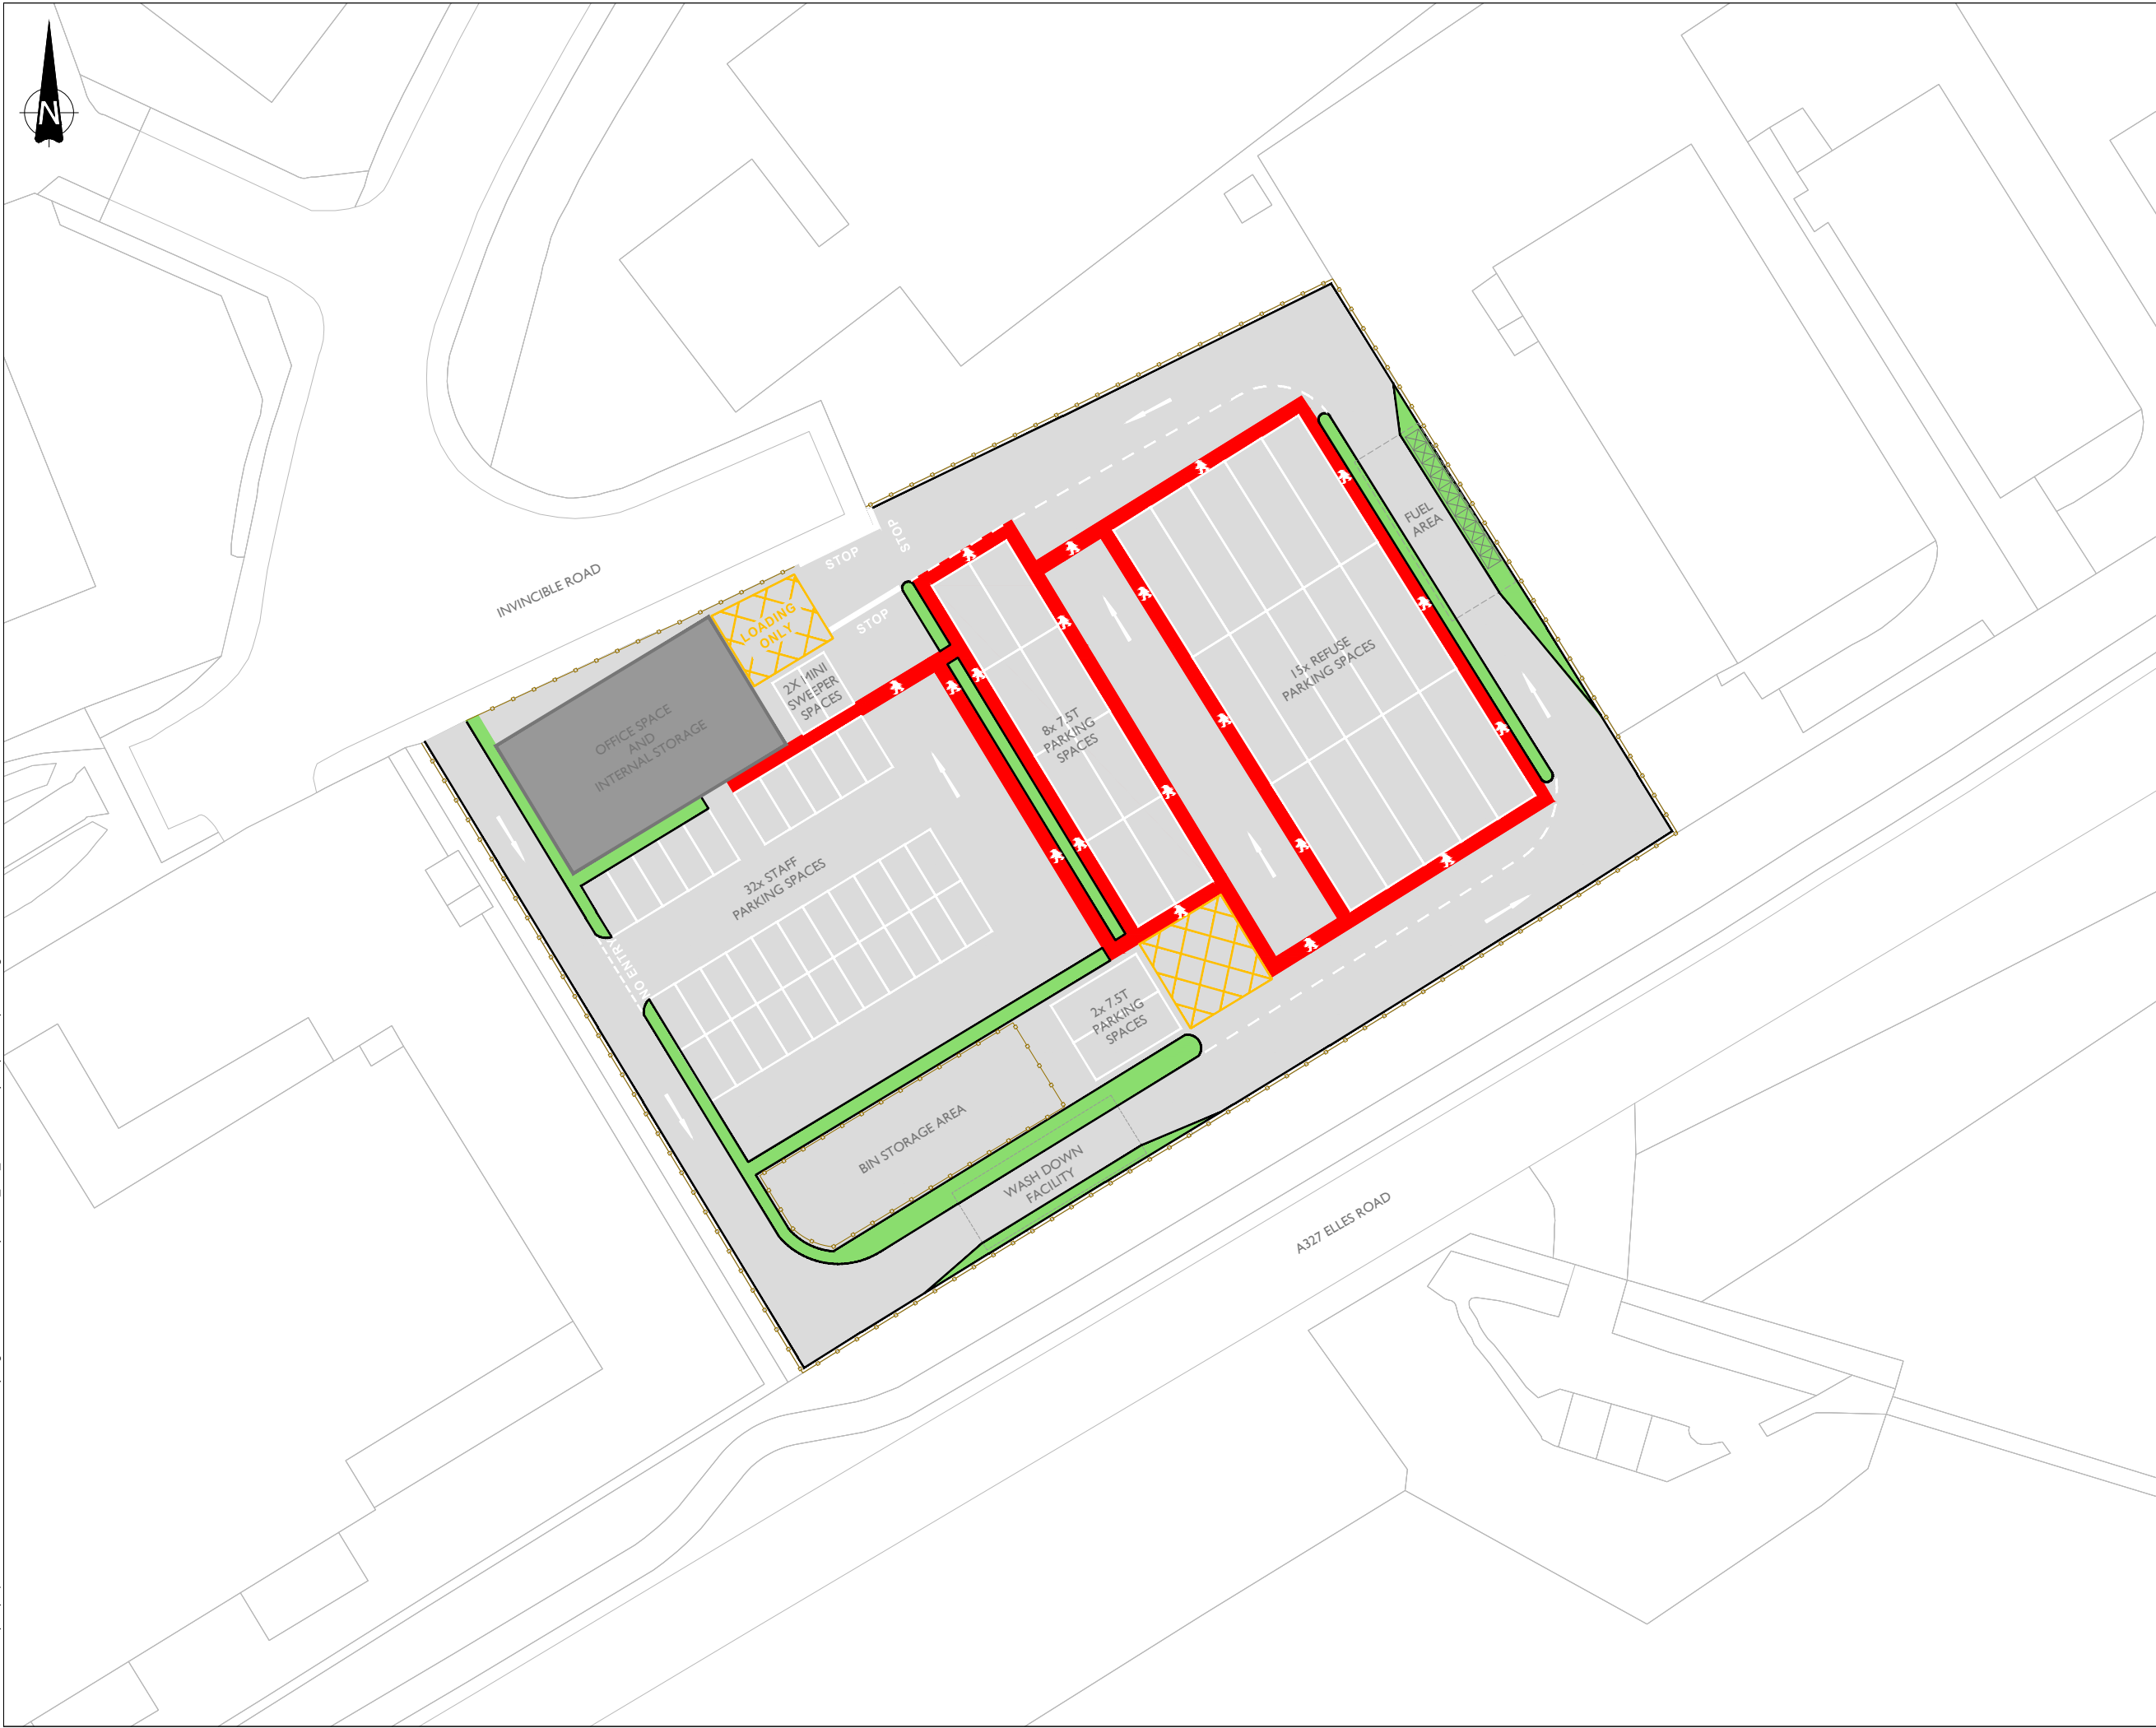 N
INVINCIBLE ROAD
STOP
STOP
STOP
LOADING
ONLY
FUEL
AREA
2X MINI
SWEEPER
SPACES
15x REFUSE
PARKING SPACES
OFFICE SPACE
AND
INTERNAL STORAGE
8x 7.5T
PARKING
SPACES
32x STAFF
PARKING SPACES
NO ENTRY
2x 7.5T
PARKING
SPACES
BIN STORAGE AREA
WASH DOWN
FACILITY
A327 ELLES ROAD